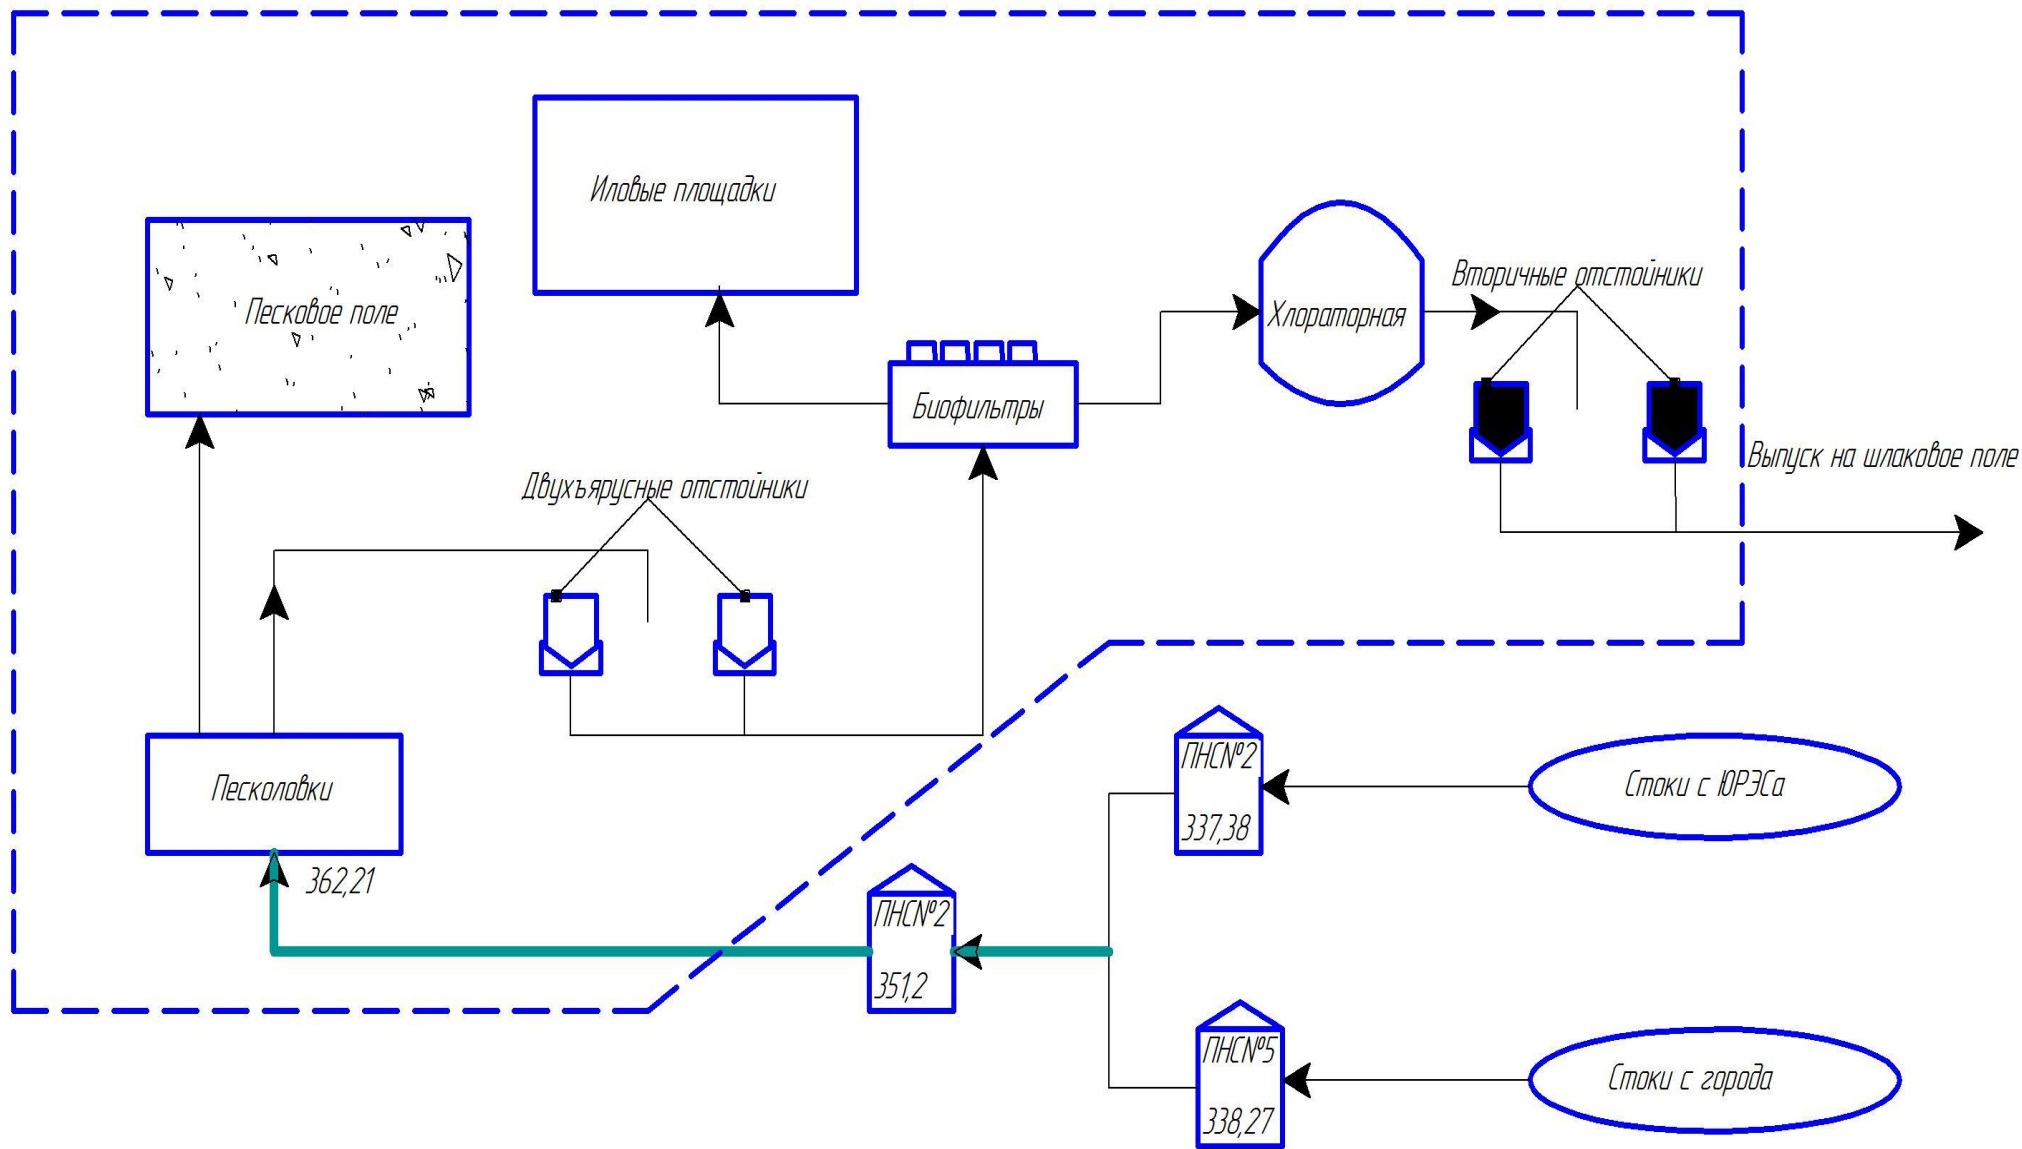 Иловые площадки
Песковое поле
Вторичные отстойники
Хлораторная
Биофильтры
Выпуск на шлаковое поле
Двухъярусные отстойники
ПНС№2
337,38
Стоки с ЮРЭСа
Песколовки
362,21
ПНС№2
351,2
ПНС№5
338,27
Стоки с города